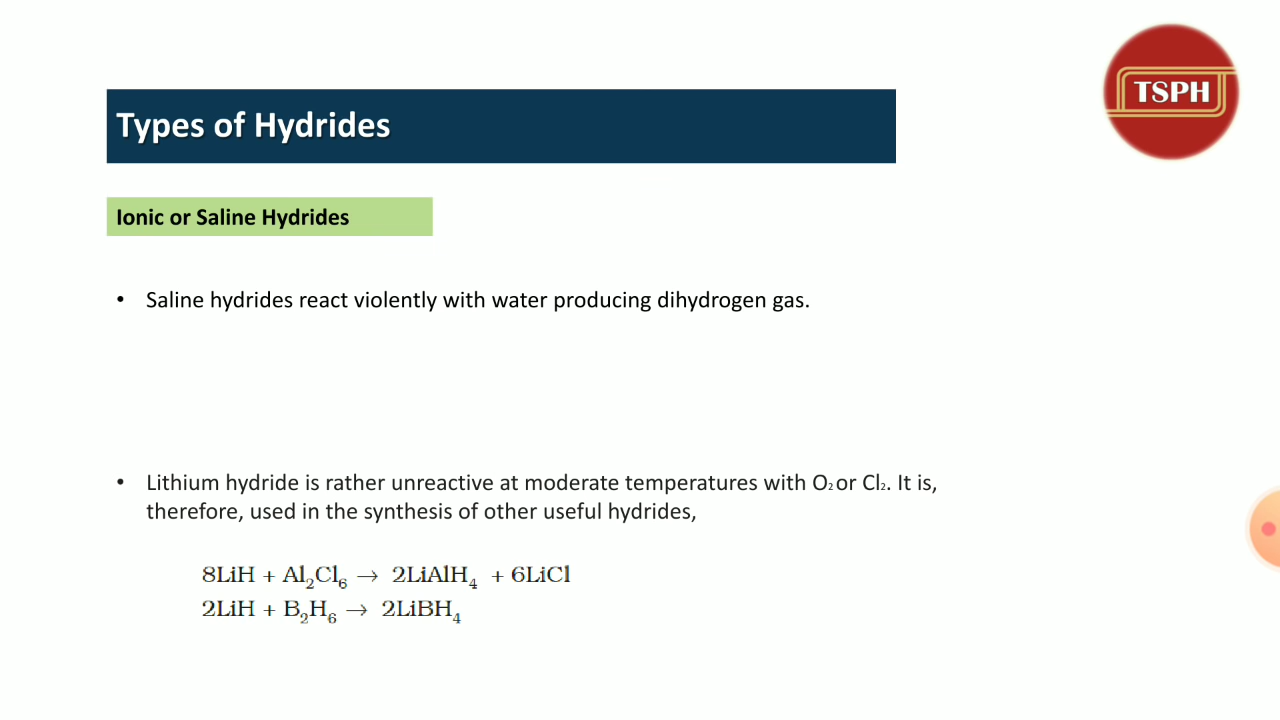 TSPH
Types of Hydrides
Ionic or Saline Hydrides
• Saline hydrides react violently with water producing dihydrogen gas.
• Lithium hydride is rather unreactive at moderate temperatures with O₂ or Cl₂. It is,
therefore, used in the synthesis of other useful hydrides,
8LiH + Al₂Cl₆ → 2LiAlH₄ + 6LiCl
2LiH + B₂H₆ → 2LiBH₄